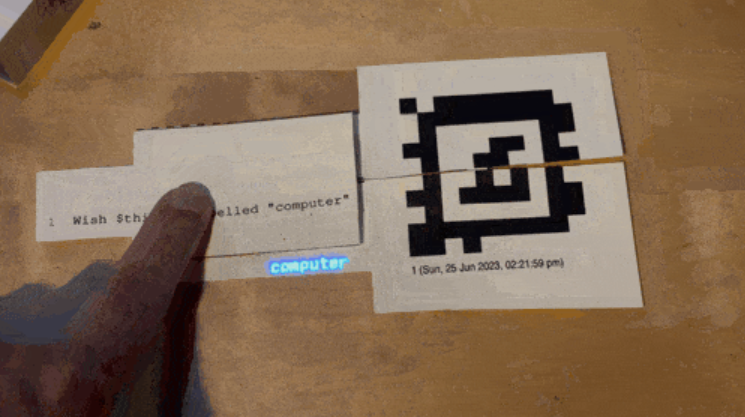 1 Wish $thi elled "computer"
computer
1 (Sun, 25 Jun 2023, 02:21:59 pm)